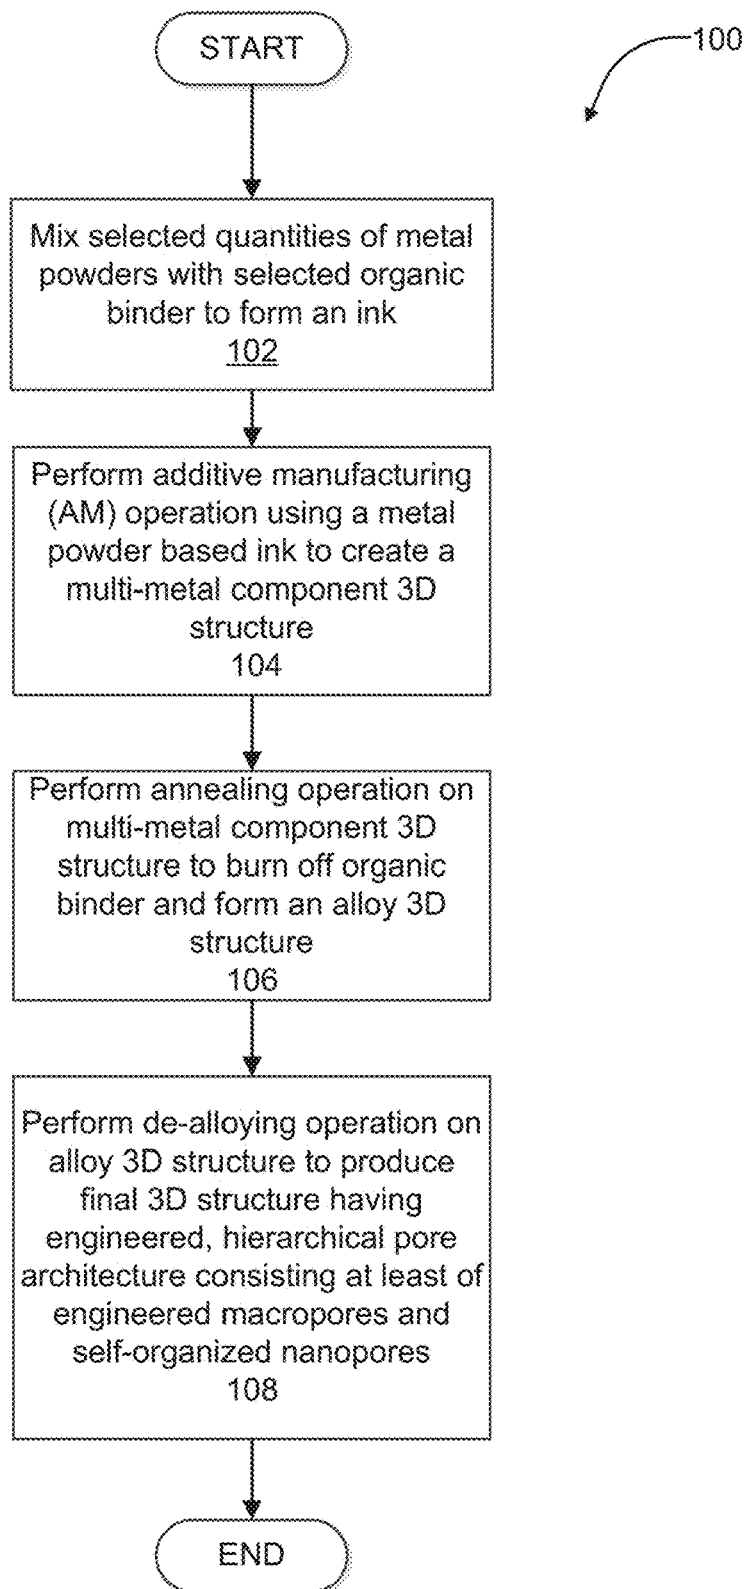 START
100
Mix selected quantities of metal
powders with selected organic
binder to form an ink
102
Perform additive manufacturing
(AM) operation using a metal
powder based ink to create a
multi-metal component 3D
structure
104
Perform annealing operation on
multi-metal component 3D
structure to burn off organic
binder and form an alloy 3D
structure
106
Perform de-alloying operation on
alloy 3D structure to produce
final 3D structure having
engineered, hierarchical pore
architecture consisting at least of
engineered macropores and
self-organized nanopores
108
END